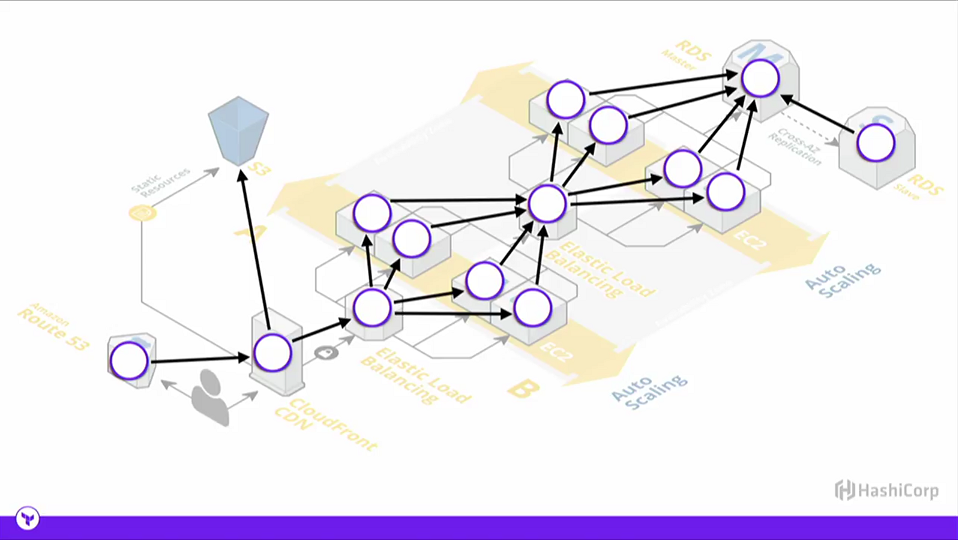 RDS
Master
M
S
Cross-AZ
Replication
RDS
Slave
S3
Static
Resources
A
EC2
Elastic Load
Balancing
Auto
Scaling
Amazon
Route 53
EC2
Elastic Load
Balancing
B
Auto
Scaling
CloudFront
CDN
HashiCorp